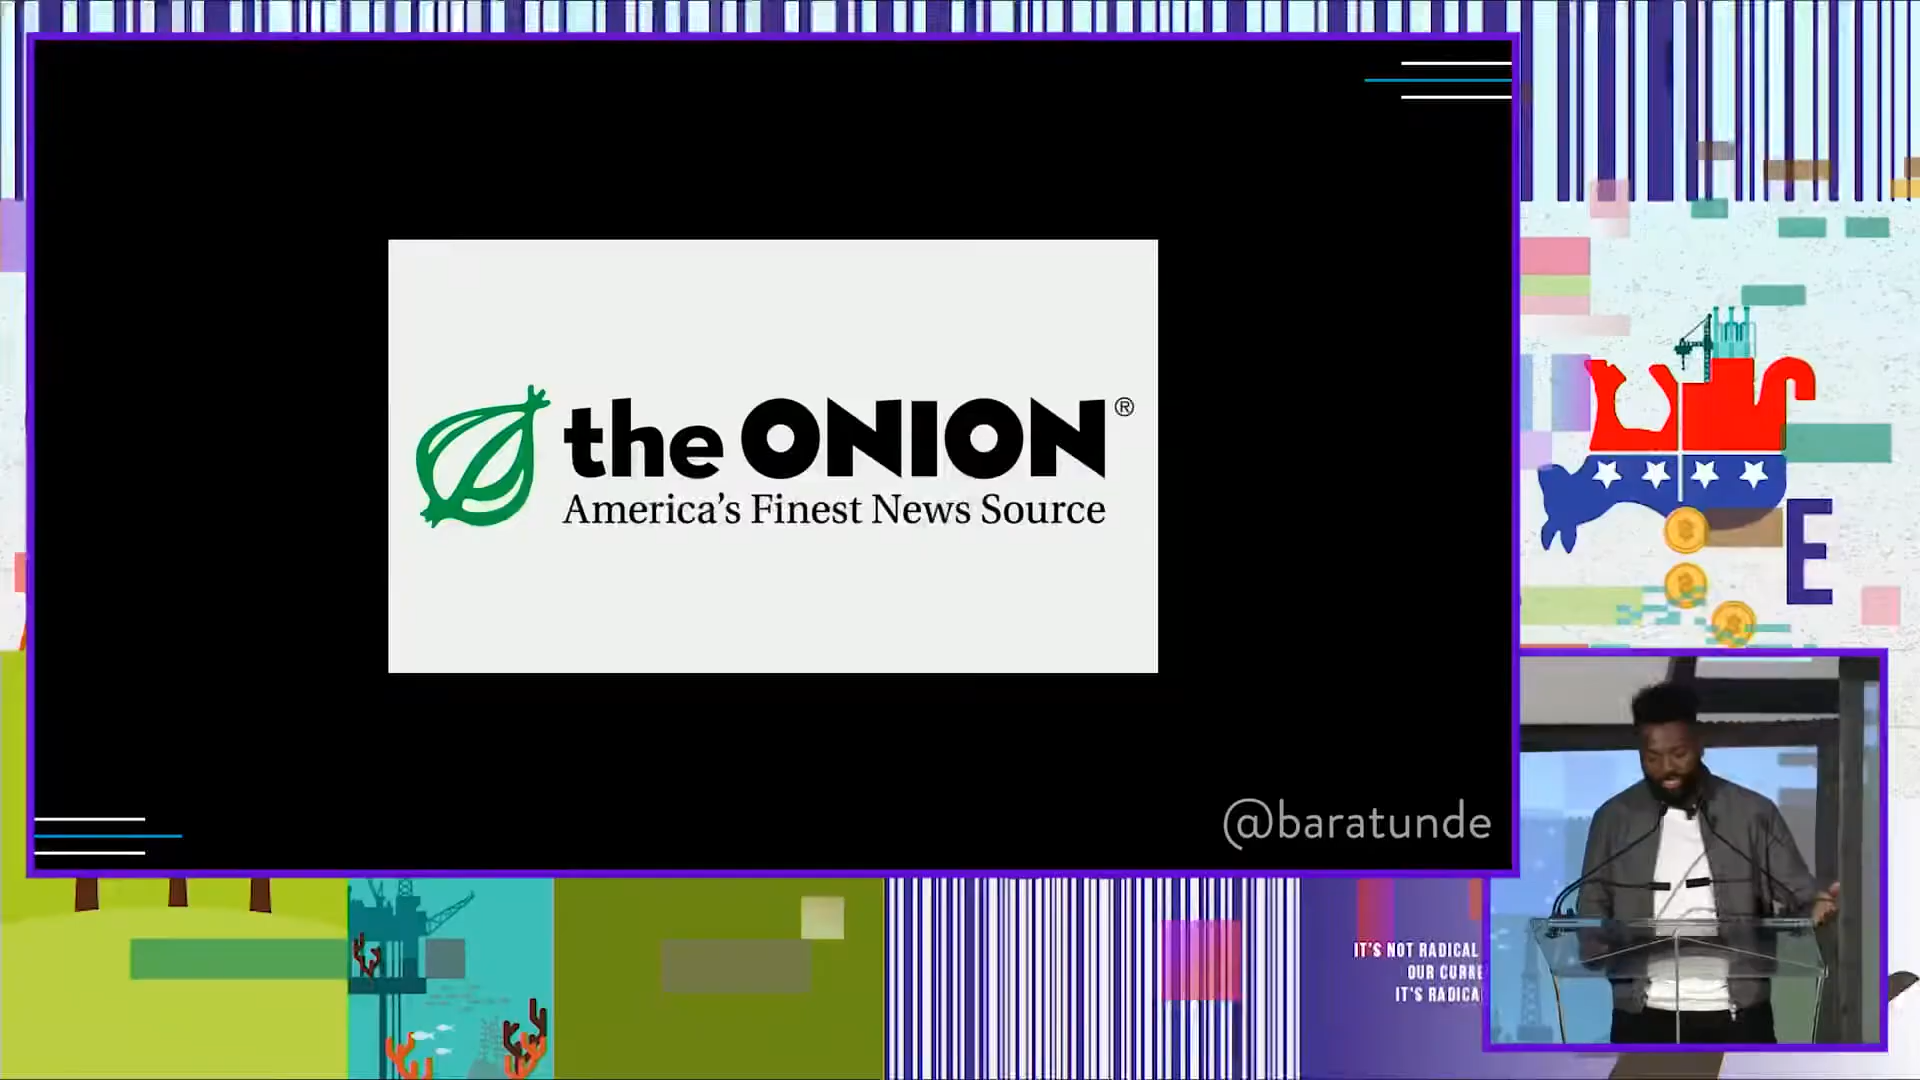 the ONION®
America's Finest News Source
@baratunde
E
IT'S NOT RADICAL
OUR CURRE
IT'S RADICA